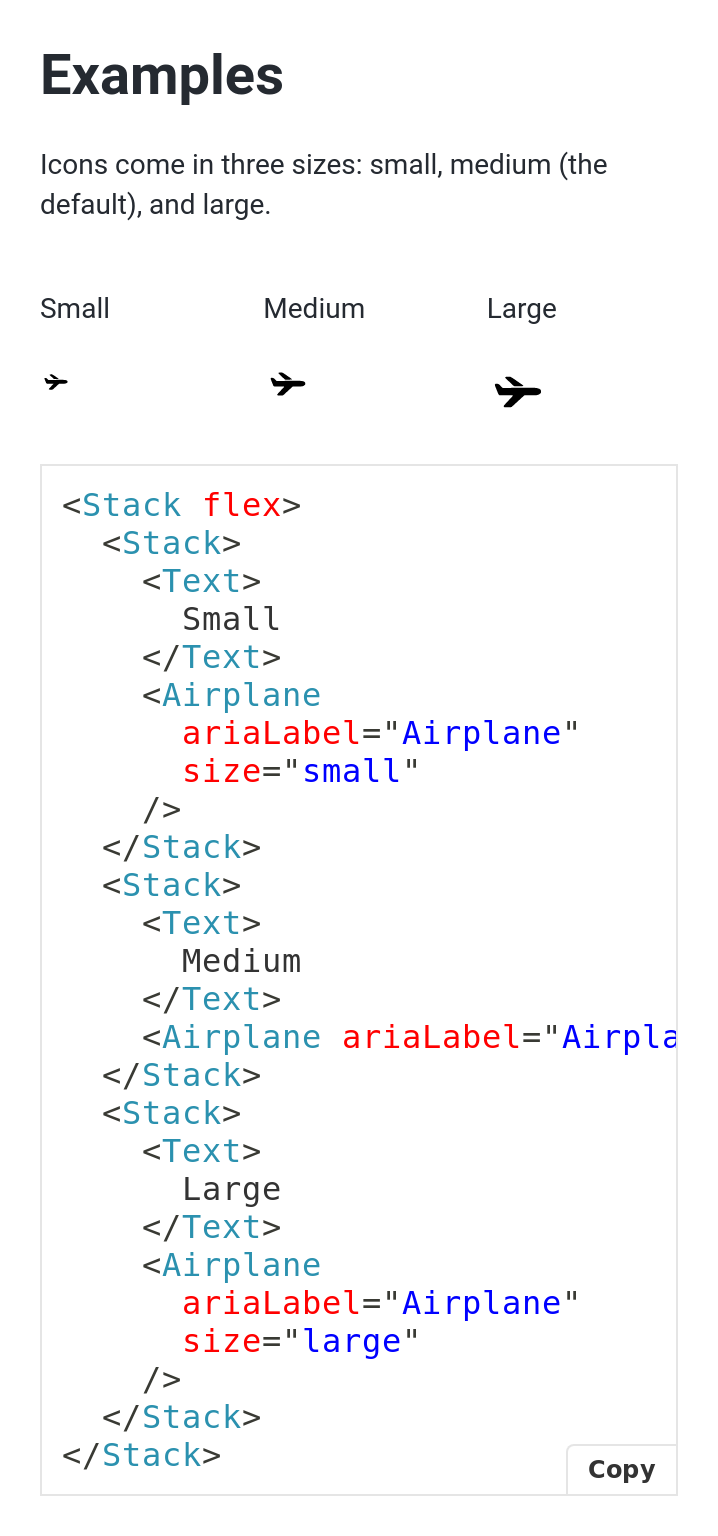 Examples
Icons come in three sizes: small, medium (the
default), and large.
Small Medium Large
<Stack flex>
  <Stack>
    <Text>
      Small
    </Text>
    <Airplane
      ariaLabel="Airplane"
      size="small"
    />
  </Stack>
  <Stack>
    <Text>
      Medium
    </Text>
    <Airplane ariaLabel="Airpla
  </Stack>
  <Stack>
    <Text>
      Large
    </Text>
    <Airplane
      ariaLabel="Airplane"
      size="large"
    />
  </Stack>
</Stack>
Copy